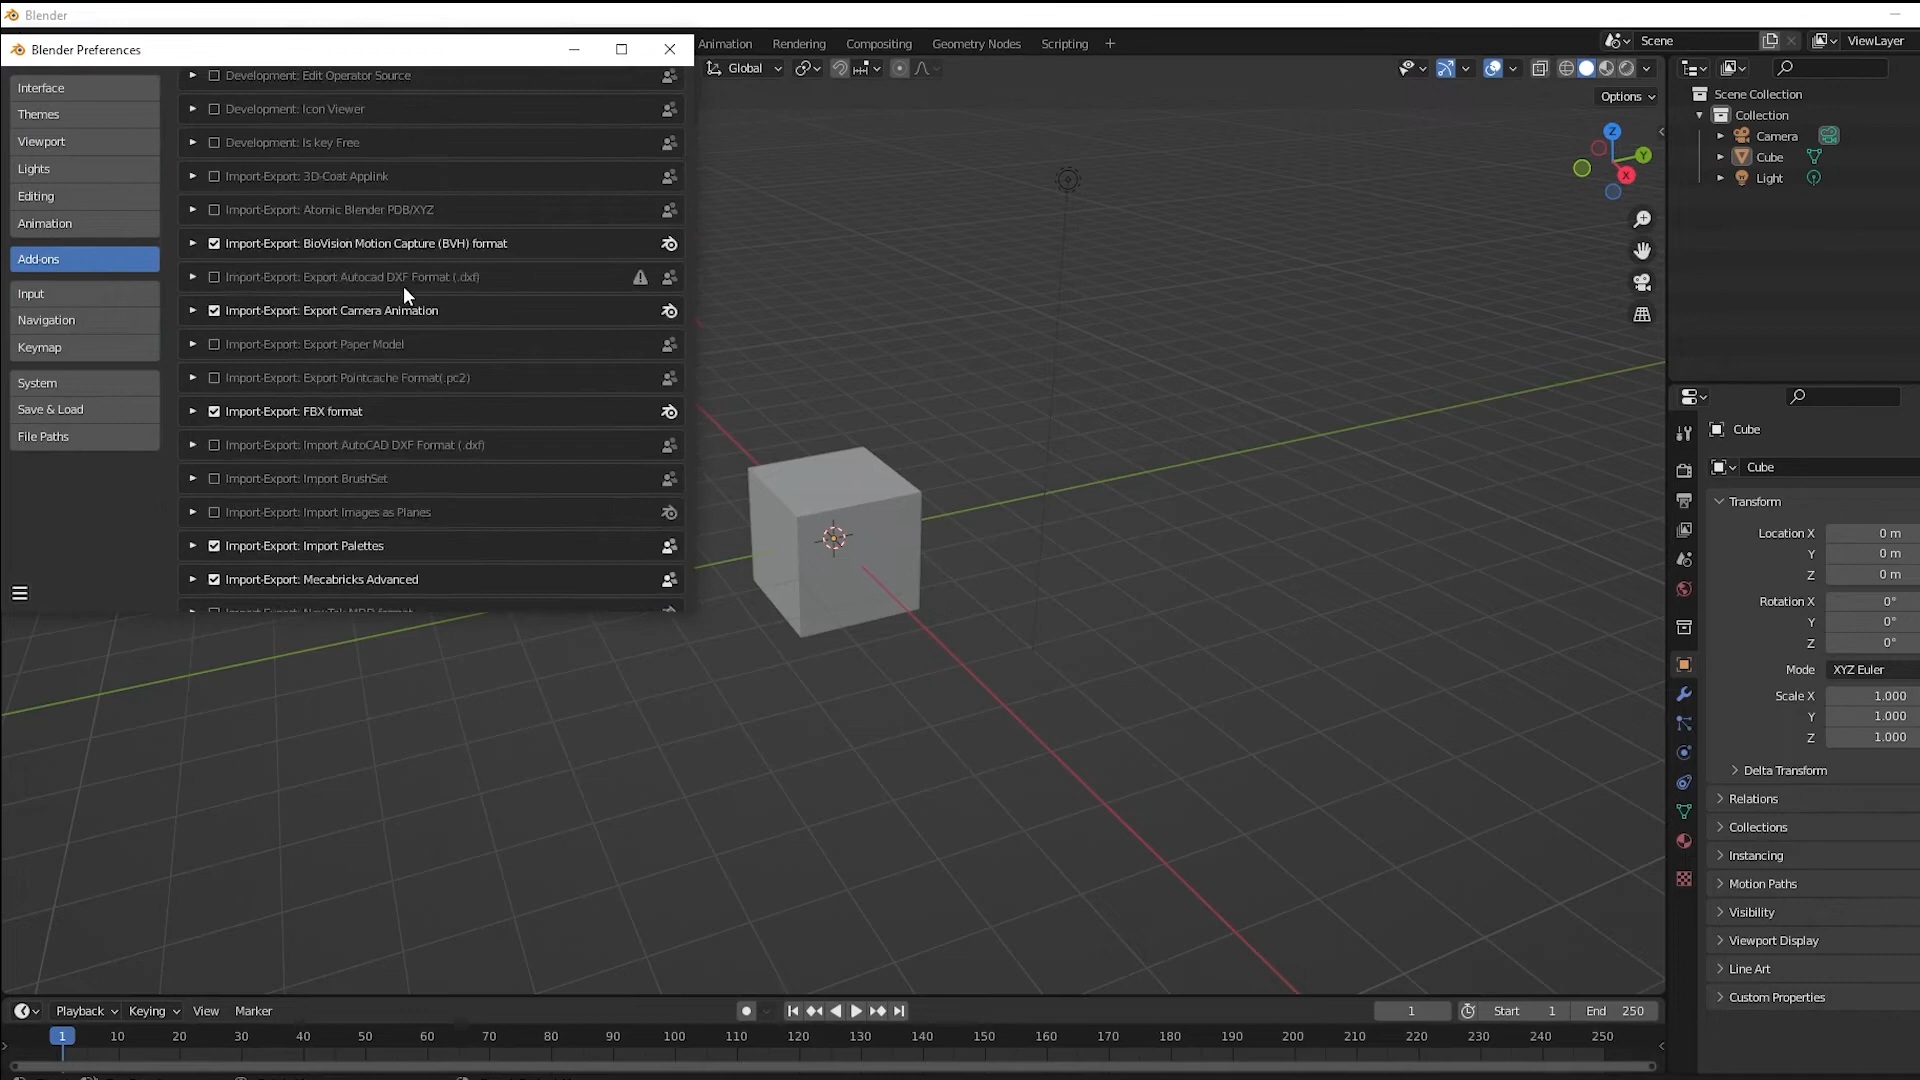 Blender
Blender Preferences
Animation
Rendering
Compositing
Geometry Nodes
Scripting
Scene
ViewLayer
Global
Options
Interface
Themes
Viewport
Lights
Editing
Animation
Add-ons
Input
Navigation
Keymap
System
Save & Load
File Paths
Development: Edit Operator Source
Development: Icon Viewer
Development: Is key Free
Import-Export: 3D-Coat Applink
Import-Export: Atomic Blender PDB/XYZ
Import-Export: BioVision Motion Capture (BVH) format
Import-Export: Export Autocad DXF Format (.dxf)
Import-Export: Export Camera Animation
Import-Export: Export Paper Model
Import-Export: Export Pointcache Format(.pc2)
Import-Export: FBX format
Import-Export: Import AutoCAD DXF Format (.dxf)
Import-Export: Import BrushSet
Import-Export: Import Images as Planes
Import-Export: Import Palettes
Import-Export: Mecabricks Advanced
Import-Export: NewTek MDD format
Z
Y
X
Scene Collection
Collection
Camera
Cube
Light
Cube
Cube
Transform
Location X 0 m
Y 0 m
Z 0 m
Rotation X 0°
Y 0°
Z 0°
Mode XYZ Euler
Scale X 1.000
Y 1.000
Z 1.000
Delta Transform
Relations
Collections
Instancing
Motion Paths
Visibility
Viewport Display
Line Art
Custom Properties
Playback Keying View Marker
1 Start 1 End 250
1 10 20 30 40 50 60 70 80 90 100 110 120 130 140 150 160 170 180 190 200 210 220 230 240 250